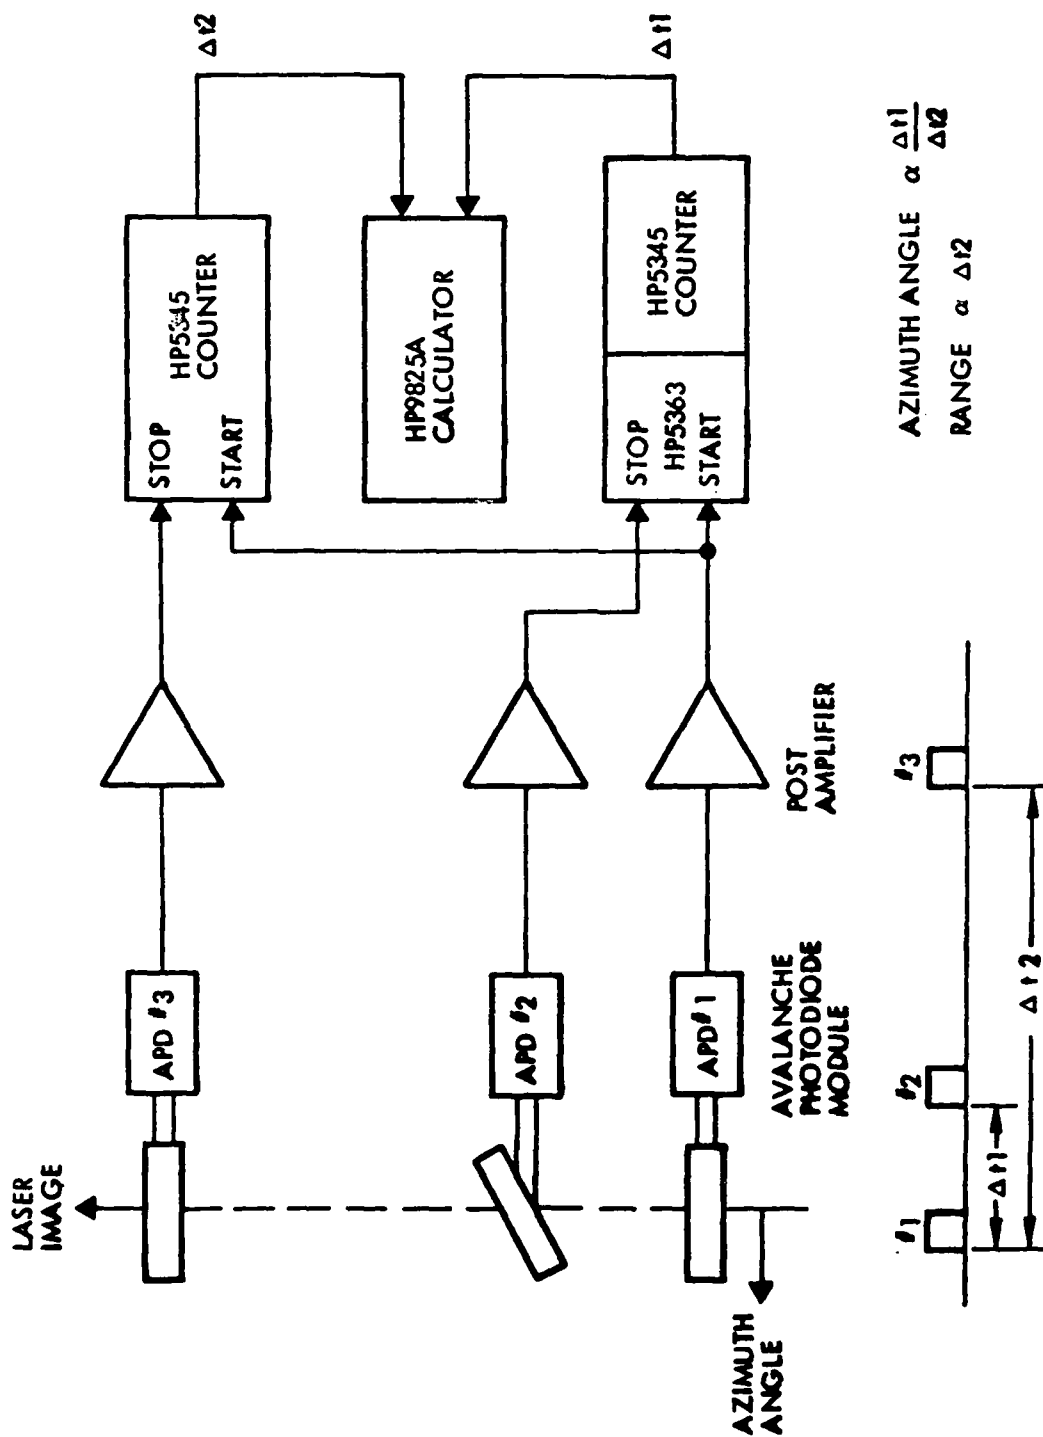 LASER
IMAGE
APD #3
STOP
START
HP5345
COUNTER
Δt2
HP9825A
CALCULATOR
APD #2
STOP
HP5363
START
HP5345
COUNTER
Δt1
APD#1
AZIMUTH
ANGLE
AVALANCHE
PHOTODIODE
MODULE
POST
AMPLIFIER
#1
#2
#3
Δt1
Δt2
AZIMUTH ANGLE α Δt1
Δt2
RANGE α Δt2